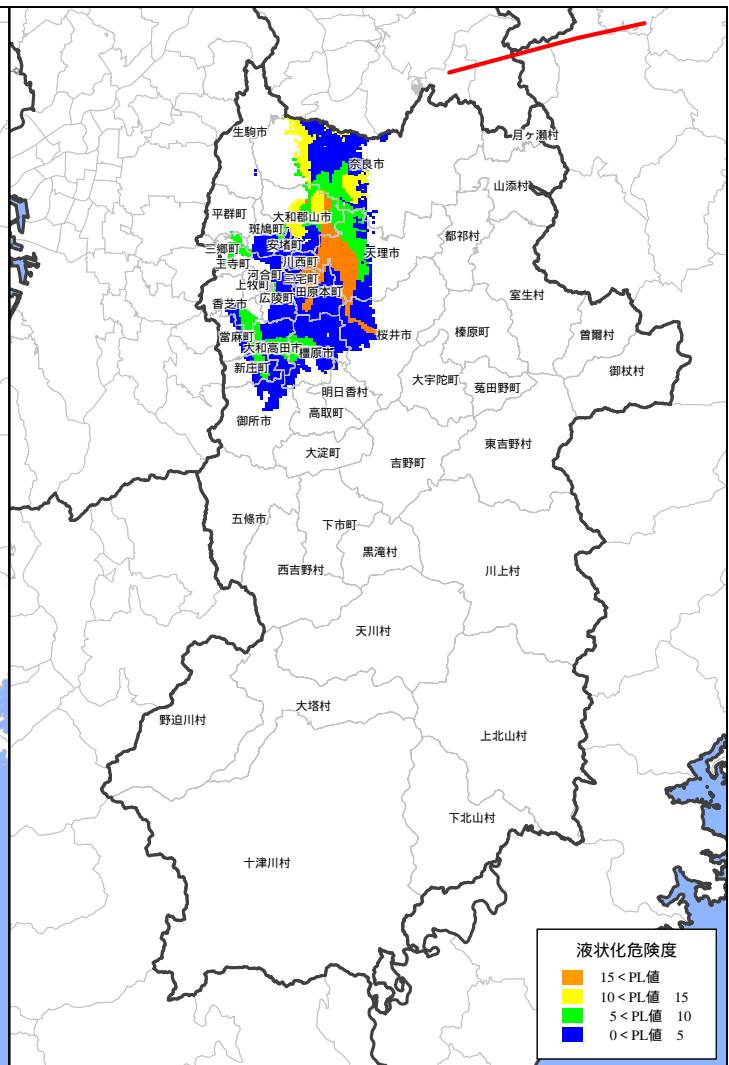 生駒市
月ヶ瀬村
奈良市
山添村
平群町
大和郡山市
斑鳩町
都祁村
三郷町
安堵町
天理市
王寺町
川西町
河合町
三宅町
上牧町
田原本町
室生村
広陵町
香芝市
當麻町
桜井市
榛原町
曽爾村
大和高田市
橿原市
新庄町
御杖村
大宇陀町
菟田野町
明日香村
高取町
御所市
東吉野村
大淀町
吉野町
五條市
下市町
黒滝村
西吉野村
川上村
天川村
大塔村
野迫川村
上北山村
下北山村
十津川村
液状化危険度
15＜PL値
10＜PL値 15
5＜PL値 10
0＜PL値 5